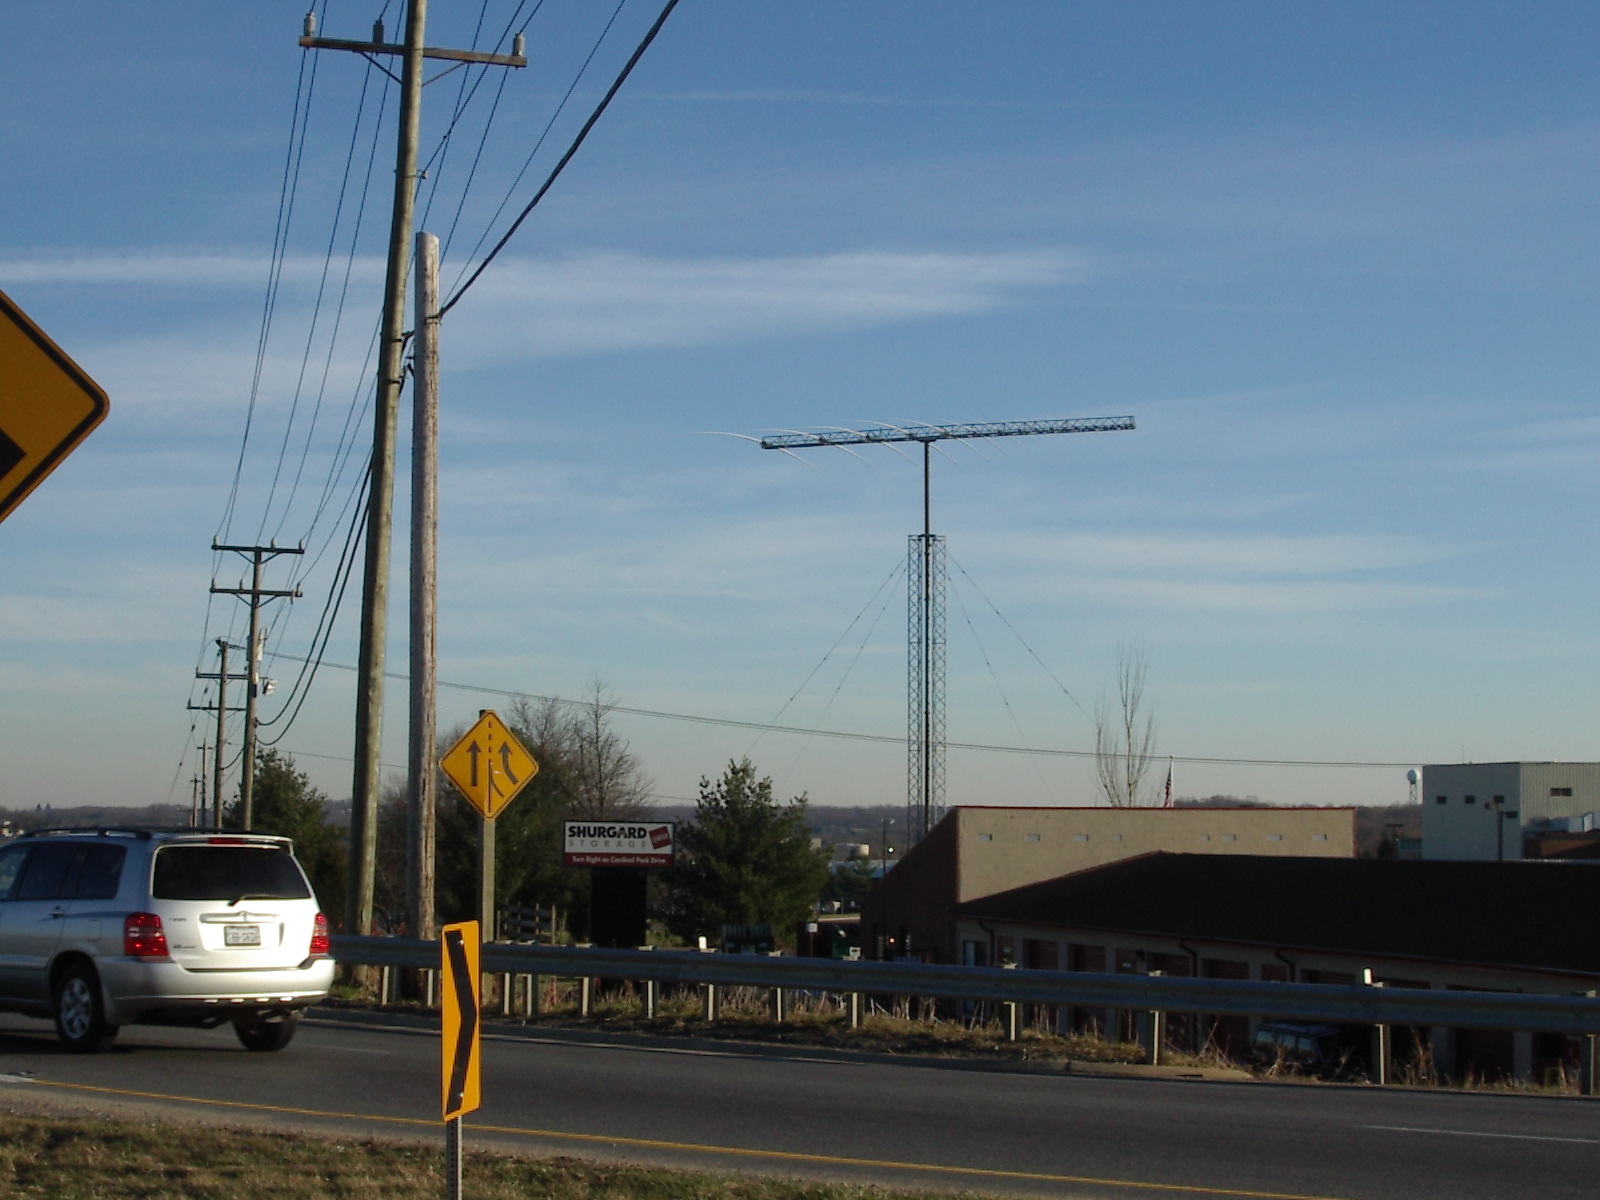 SHURGARD
STORAGE
Turn Right on Cardinal Park Drive